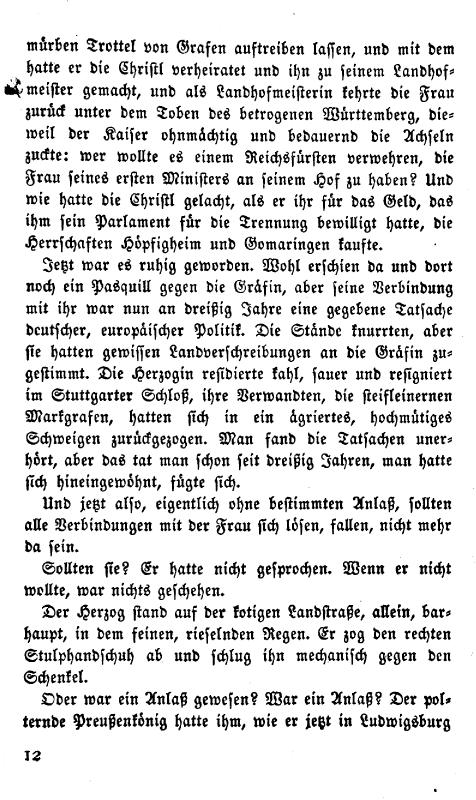 mürben Trottel von Grafen auftreiben lassen, und mit dem
hatte er die Christl verheiratet und ihn zu seinem Landhof-
meister gemacht, und als Landhofmeisterin kehrte die Frau
zurück unter dem Toben des betrogenen Württemberg, die-
weil der Kaiser ohnmächtig und bedauernd die Achseln
zuckte: wer wollte es einem Reichsfürsten verwehren, die
Frau seines ersten Ministers an seinem Hof zu haben? Und
wie hatte die Christl gelacht, als er ihr für das Geld, das
ihm sein Parlament für die Trennung bewilligt hatte, die
Herrschaften Höpfigheim und Gomaringen kaufte.
Jetzt war es ruhig geworden. Wohl erschien da und dort
noch ein Pasquill gegen die Gräfin, aber seine Verbindung
mit ihr war nun an dreißig Jahre eine gegebene Tatsache
deutscher, europäischer Politik. Die Stände knurrten, aber
sie hatten gewissen Landverschreibungen an die Gräfin zu-
gestimmt. Die Herzogin residierte kahl, sauer und resigniert
im Stuttgarter Schloß, ihre Verwandten, die steifleinernen
Markgrafen, hatten sich in ein ägriertes, hochmütiges
Schweigen zurückgezogen. Man fand die Tatsachen uner-
hört, aber das tat man schon seit dreißig Jahren, man hatte
sich hineingewöhnt, fügte sich.
Und jetzt also, eigentlich ohne bestimmten Anlaß, sollten
alle Verbindungen mit der Frau sich lösen, fallen, nicht mehr
da sein.
Sollten sie? Er hatte nicht gesprochen. Wenn er nicht
wollte, war nichts geschehen.
Der Herzog stand auf der kotigen Landstraße, allein, bar-
haupt, in dem feinen, rieselnden Regen. Er zog den rechten
Stulphandschuh ab und schlug ihn mechanisch gegen den
Schenkel.
Oder war ein Anlaß gewesen? War ein Anlaß? Der pol-
ternde Preußenkönig hatte ihm, wie er jetzt in Ludwigsburg
12